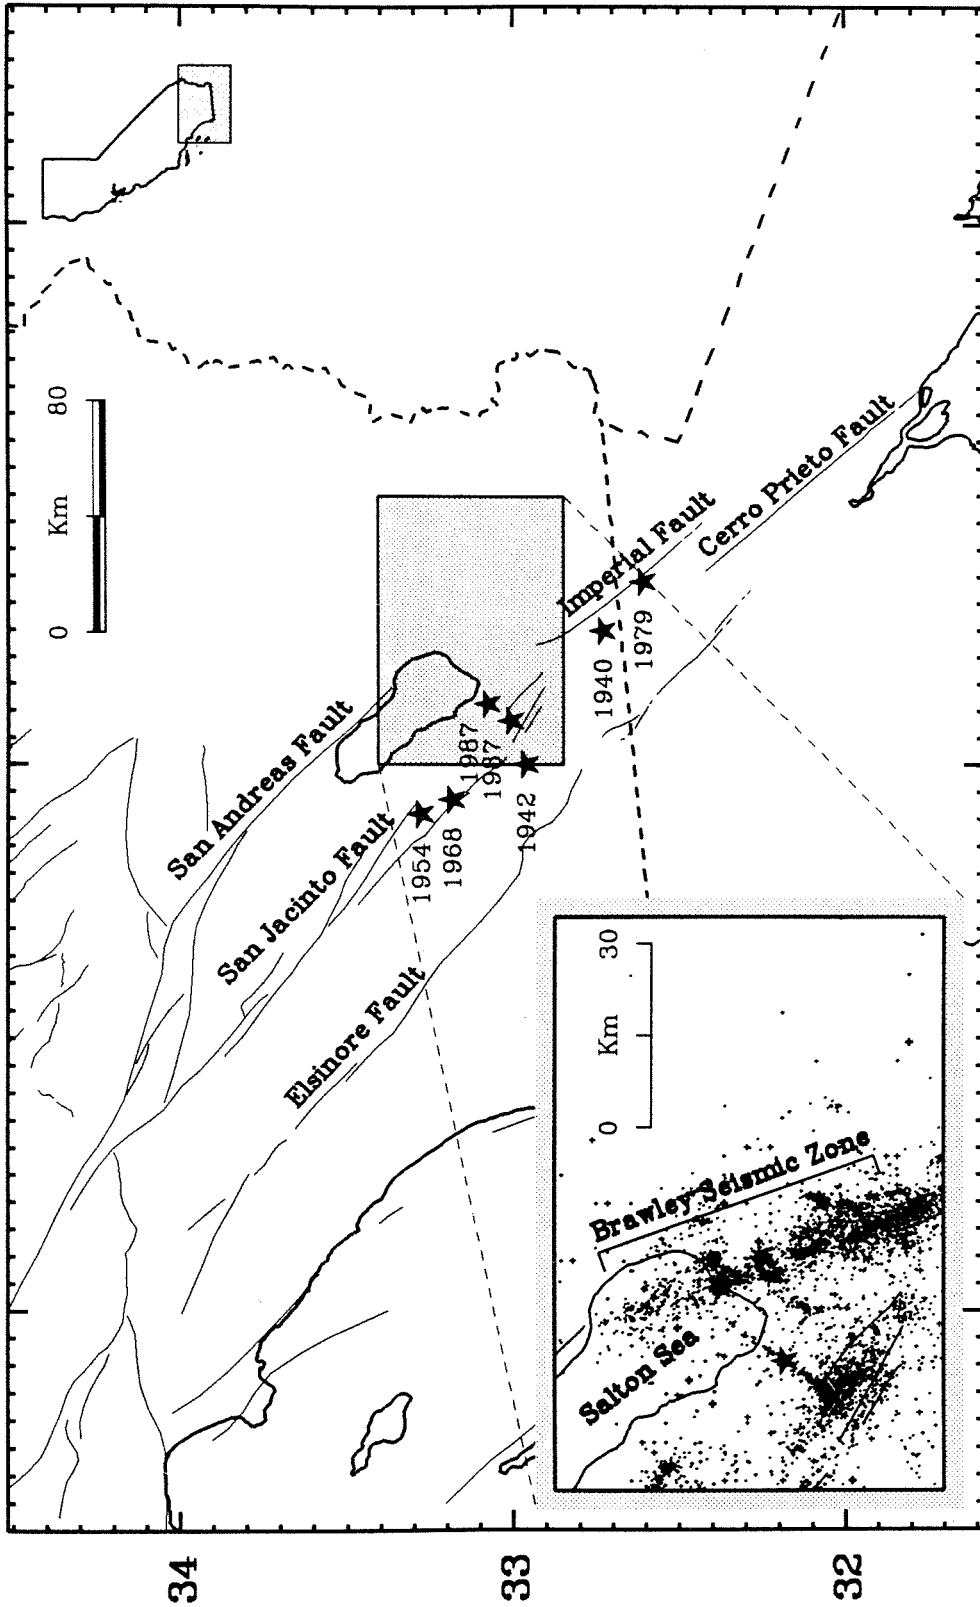 0 Km 80
San Andreas Fault
San Jacinto Fault
Elsinore Fault
1954
1968
1987
1987
1942
1940
1979
Imperial Fault
Cerro Prieto Fault
0 Km 30
Brawley Seismic Zone
Salton Sea
34
33
32